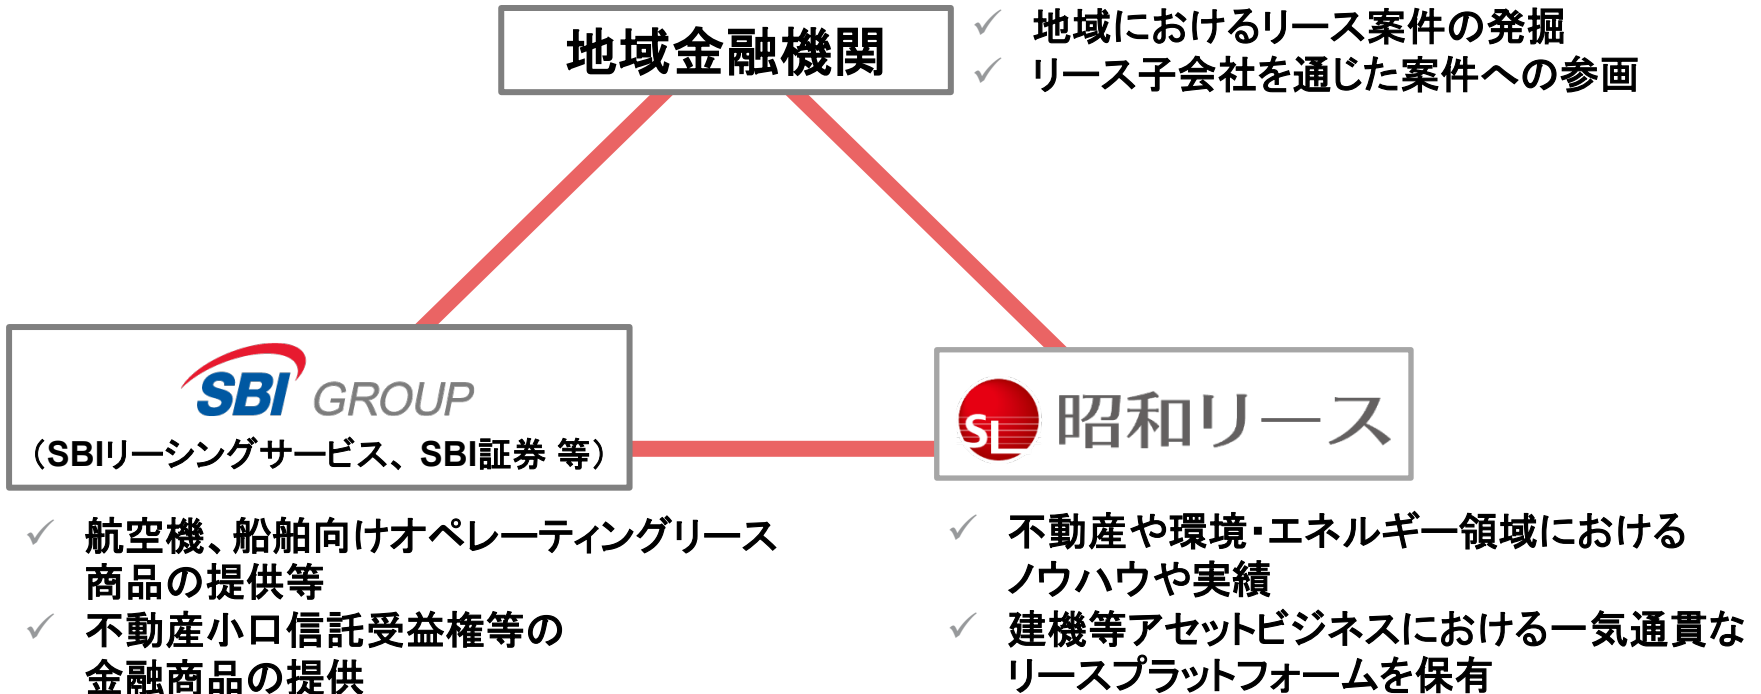 地域金融機関
地域におけるリース案件の発掘
リース子会社を通じた案件への参画
SBI GROUP
（SBIリーシングサービス、SBI証券 等）
航空機、船舶向けオペレーティングリース
商品の提供等
不動産小口信託受益権等の
金融商品の提供
SL 昭和リース
不動産や環境・エネルギー領域における
ノウハウや実績
建機等アセットビジネスにおける一気通貫な
リースプラットフォームを保有